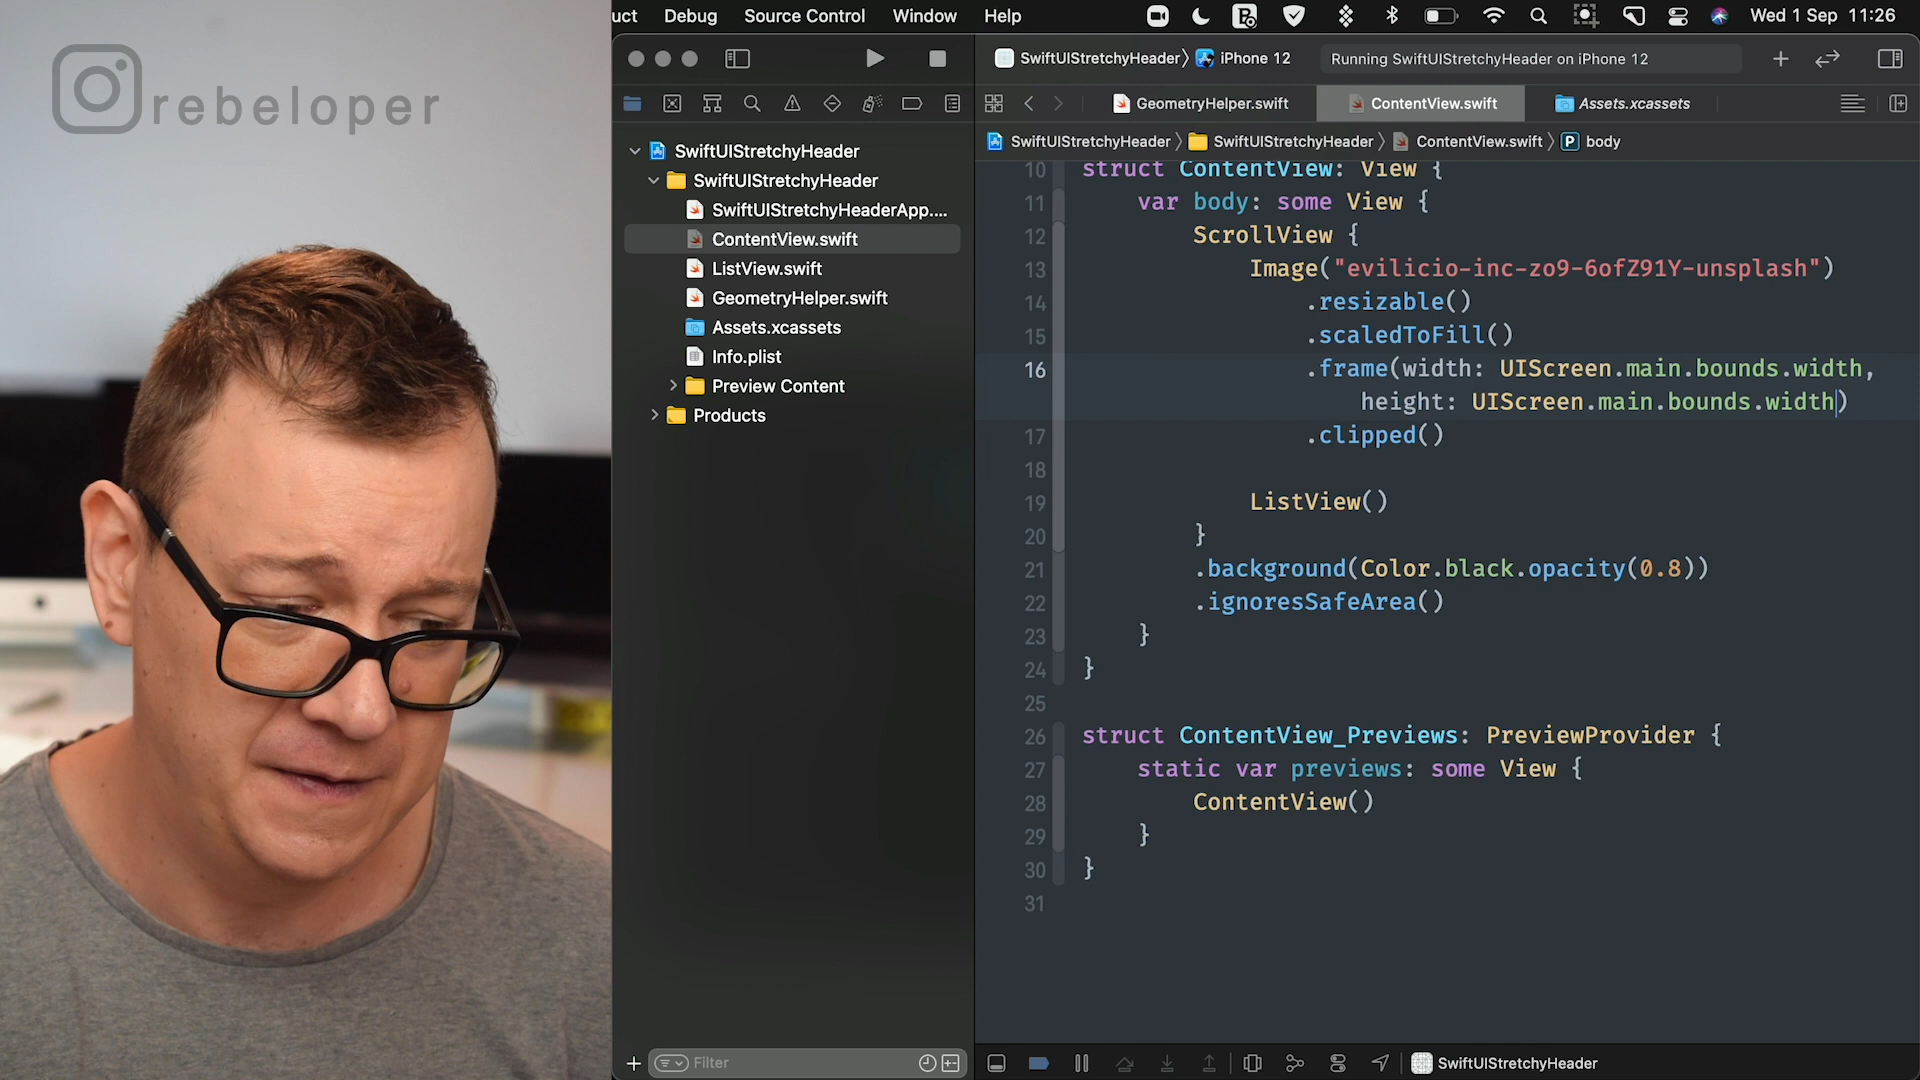 rebeloper
uct Debug Source Control Window Help Wed 1 Sep 11:26
SwiftUIStretchyHeader iPhone 12 Running SwiftUIStretchyHeader on iPhone 12
GeometryHelper.swift ContentView.swift Assets.xcassets
SwiftUIStretchyHeader SwiftUIStretchyHeader ContentView.swift P body
SwiftUIStretchyHeader
SwiftUIStretchyHeader
SwiftUIStretchyHeaderApp....
ContentView.swift
ListView.swift
GeometryHelper.swift
Assets.xcassets
Info.plist
Preview Content
Products
Filter
10 struct ContentView: View {
11 var body: some View {
12 ScrollView {
13 Image("evilicio-inc-zo9-6ofZ91Y-unsplash")
14 .resizable()
15 .scaledToFill()
16 .frame(width: UIScreen.main.bounds.width,
height: UIScreen.main.bounds.width)
17 .clipped()
18
19 ListView()
20 }
21 .background(Color.black.opacity(0.8))
22 .ignoresSafeArea()
23 }
24 }
25
26 struct ContentView_Previews: PreviewProvider {
27 static var previews: some View {
28 ContentView()
29 }
30 }
31
SwiftUIStretchyHeader